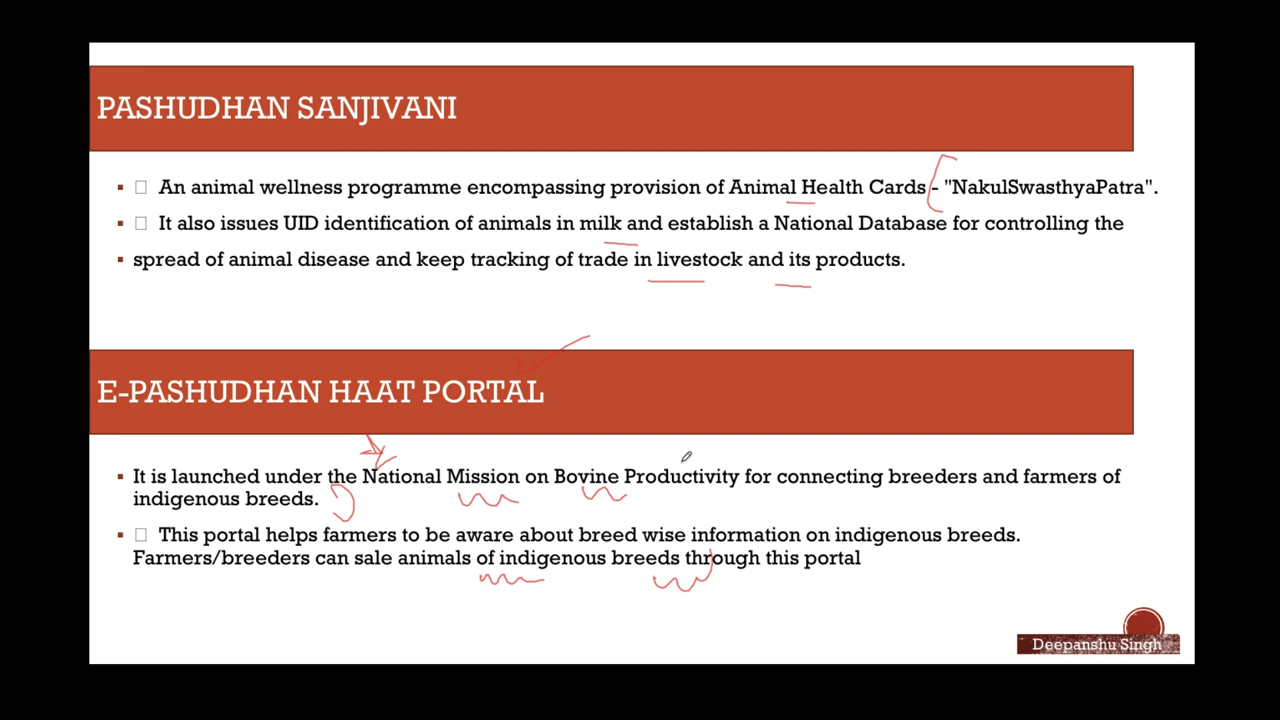 PASHUDHAN SANJIVANI
▪ □ An animal wellness programme encompassing provision of Animal Health Cards - "NakulSwasthyaPatra".
▪ □ It also issues UID identification of animals in milk and establish a National Database for controlling the
▪ spread of animal disease and keep tracking of trade in livestock and its products.
E-PASHUDHAN HAAT PORTAL
▪ It is launched under the National Mission on Bovine Productivity for connecting breeders and farmers of
indigenous breeds.
▪ □ This portal helps farmers to be aware about breed wise information on indigenous breeds.
Farmers/breeders can sale animals of indigenous breeds through this portal
Deepanshu Singh